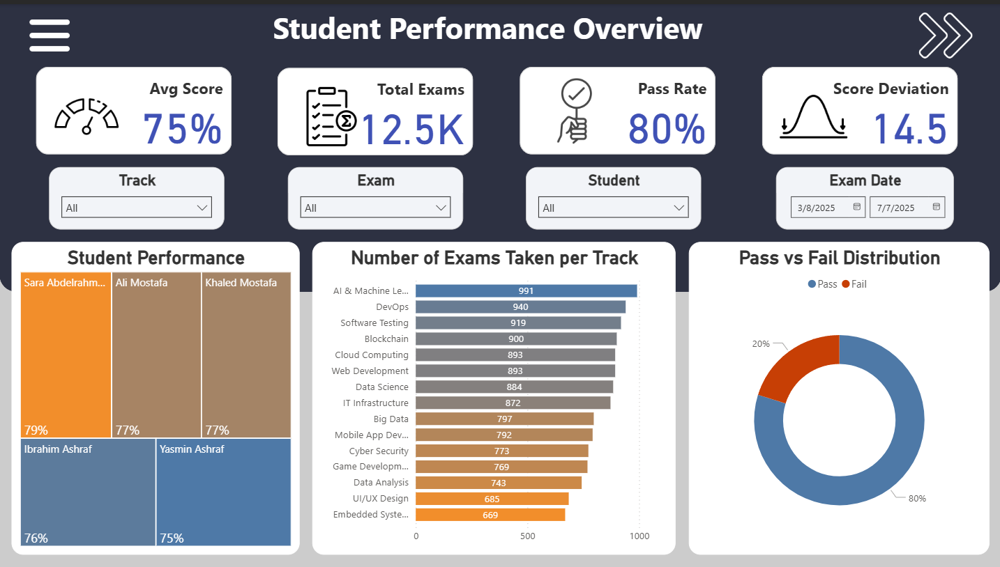 Student Performance Overview
Avg Score
75%
Total Exams
Σ
12.5K
Pass Rate
80%
Score Deviation
14.5
Track
All
Exam
All
Student
All
Exam Date
3/8/2025
7/7/2025
Student Performance
Sara Abdelrahm...
79%
Ali Mostafa
77%
Khaled Mostafa
77%
Ibrahim Ashraf
76%
Yasmin Ashraf
75%
Number of Exams Taken per Track
AI & Machine Le... 991
DevOps 940
Software Testing 919
Blockchain 900
Cloud Computing 893
Web Development 893
Data Science 884
IT Infrastructure 872
Big Data 797
Mobile App Dev... 792
Cyber Security 773
Game Developm... 769
Data Analysis 743
UI/UX Design 685
Embedded Syste... 669
0 500 1000
Pass vs Fail Distribution
Pass Fail
20%
80%